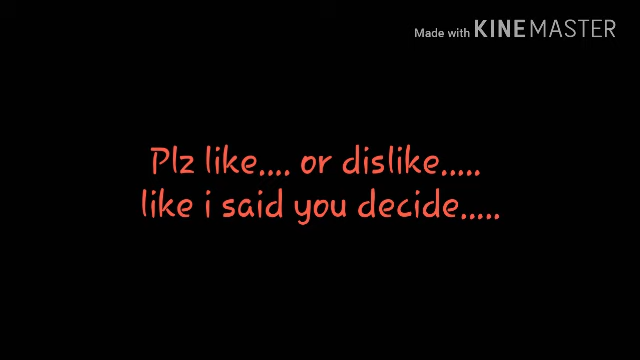 Made with KINEMASTER
Plz like.... or dislike.....
like i said you decide.....